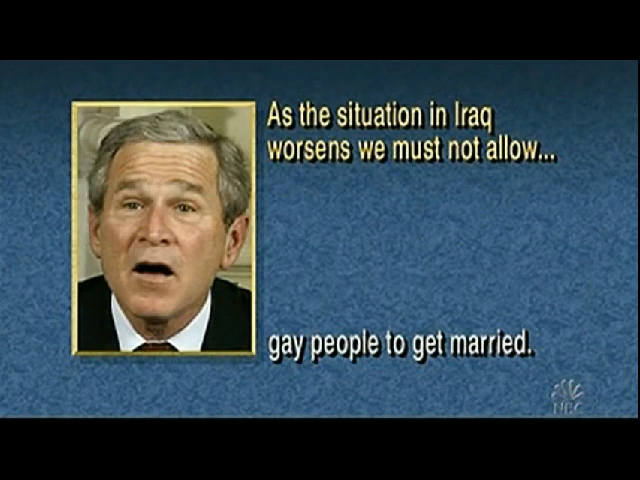 As the situation in Iraq
worsens we must not allow...
gay people to get married.
NBC